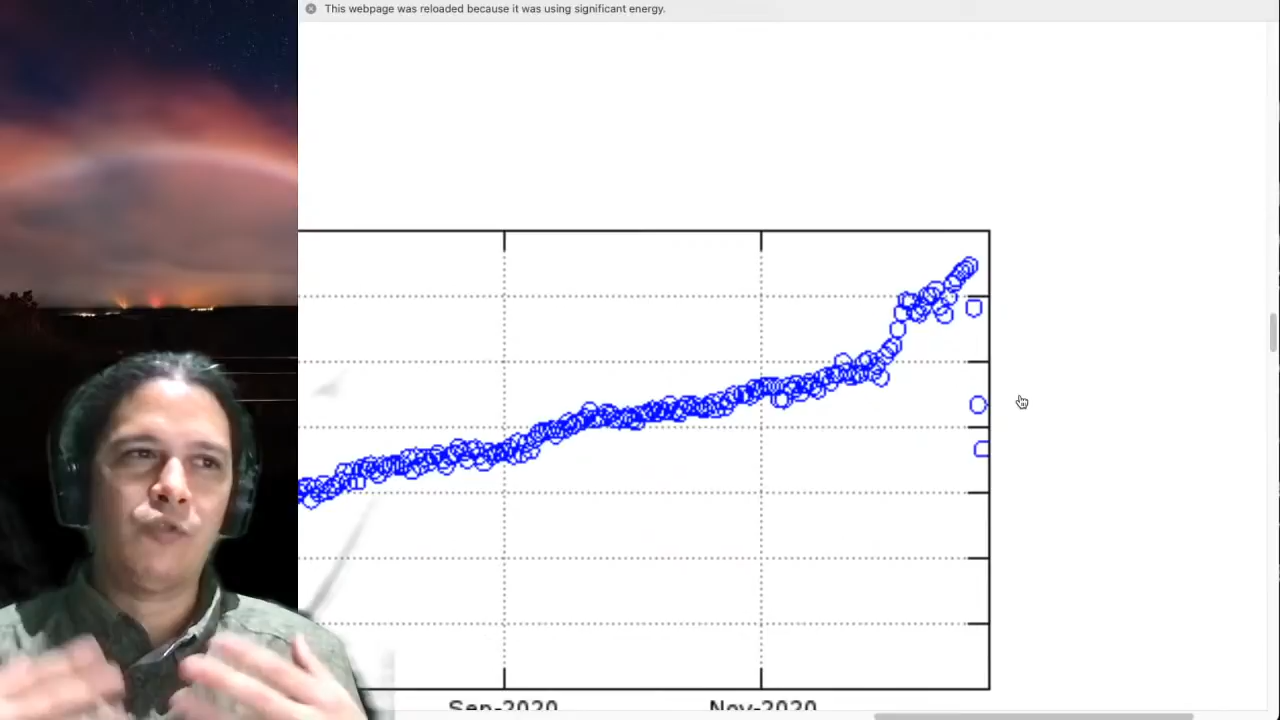 This webpage was reloaded because it was using significant energy.
Sep-2020
Nov-2020